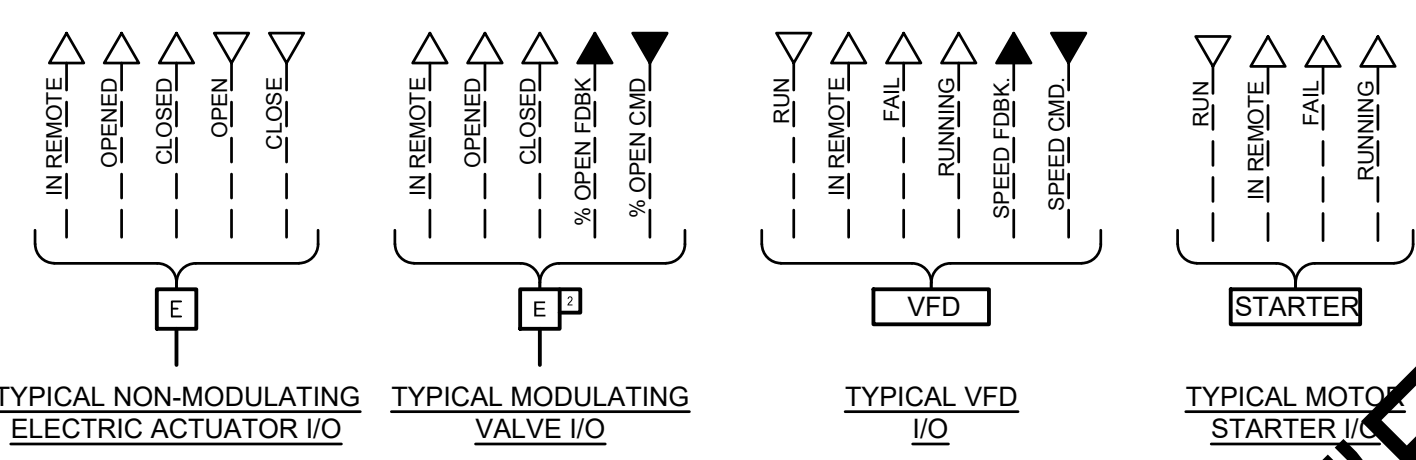 IN REMOTE
OPENED
CLOSED
OPEN
CLOSE
E
TYPICAL NON-MODULATING
ELECTRIC ACTUATOR I/O
IN REMOTE
OPENED
CLOSED
% OPEN FDBK
% OPEN CMD
E
2
TYPICAL MODULATING
VALVE I/O
RUN
IN REMOTE
FAIL
RUNNING
SPEED FDBK.
SPEED CMD.
VFD
TYPICAL VFD
I/O
RUN
IN REMOTE
FAIL
RUNNING
STARTER
TYPICAL MOTOR
STARTER I/O